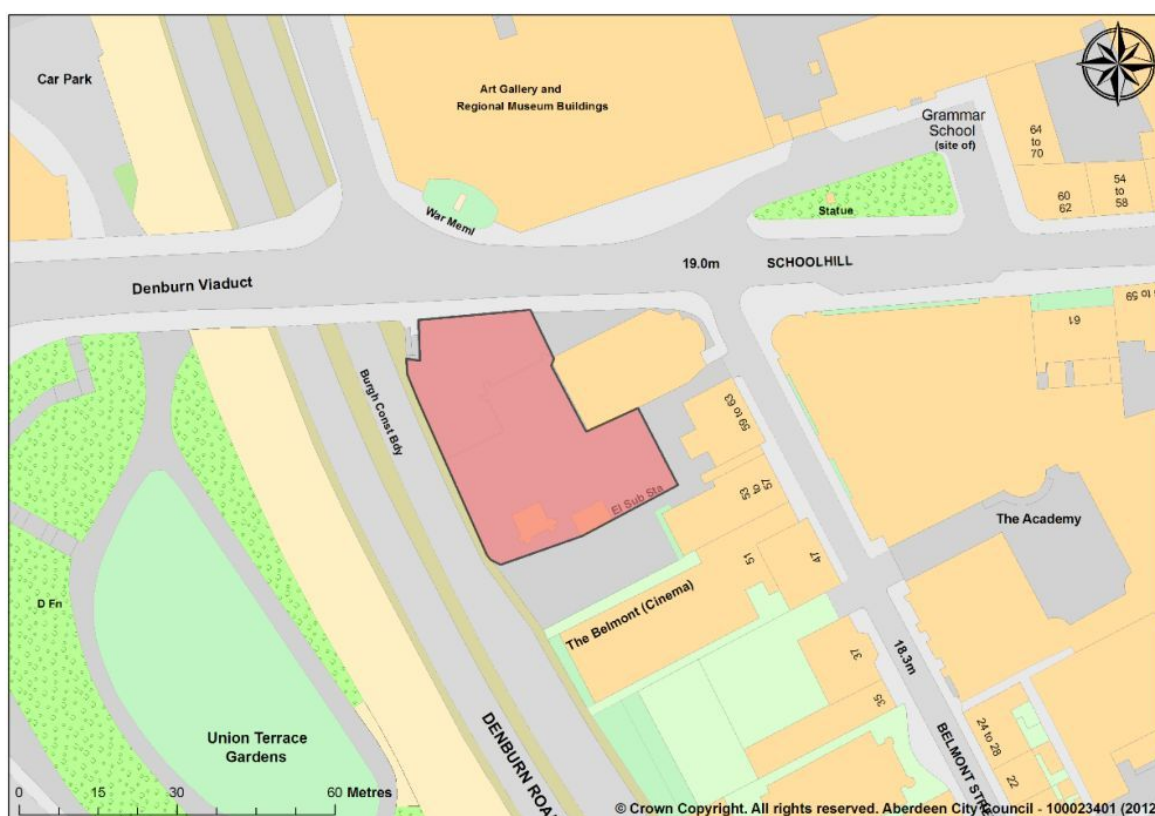 Car Park
Art Gallery and
Regional Museum Buildings
Grammar
School
(site of)
64
to
70
54
to
58
60
62
War Meml
Statue
19.0m
SCHOOLHILL
Denburn Viaduct
to 59
61
Burgh Const Bdy
59 to 63
57 to 53
El Sub Sta
The Academy
51
47
The Belmont (Cinema)
D Fn
37
18.3m
35
Union Terrace
Gardens
DENBURN ROAD
24 to 28
22
BELMONT STRE
0 15 30 60 Metres
© Crown Copyright. All rights reserved. Aberdeen City Council - 100023401 (2012